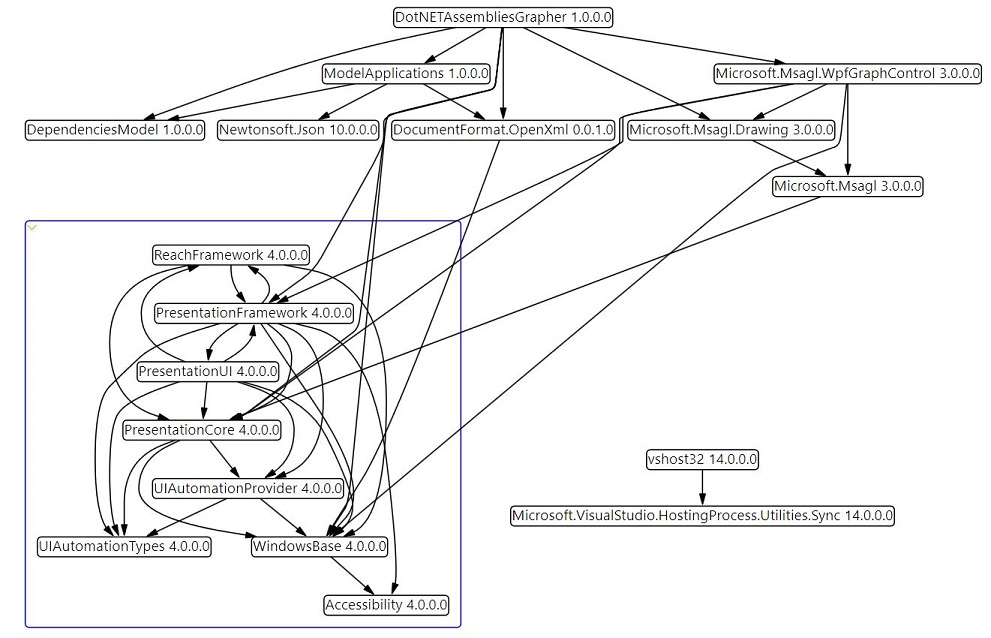 DotNETAssembliesGrapher 1.0.0.0
ModelApplications 1.0.0.0
Microsoft.Msagl.WpfGraphControl 3.0.0.0
DependenciesModel 1.0.0.0
Newtonsoft.Json 10.0.0.0
DocumentFormat.OpenXml 0.0.1.0
Microsoft.Msagl.Drawing 3.0.0.0
Microsoft.Msagl 3.0.0.0
ReachFramework 4.0.0.0
PresentationFramework 4.0.0.0
PresentationUI 4.0.0.0
PresentationCore 4.0.0.0
vshost32 14.0.0.0
UIAutomationProvider 4.0.0.0
Microsoft.VisualStudio.HostingProcess.Utilities.Sync 14.0.0.0
UIAutomationTypes 4.0.0.0
WindowsBase 4.0.0.0
Accessibility 4.0.0.0